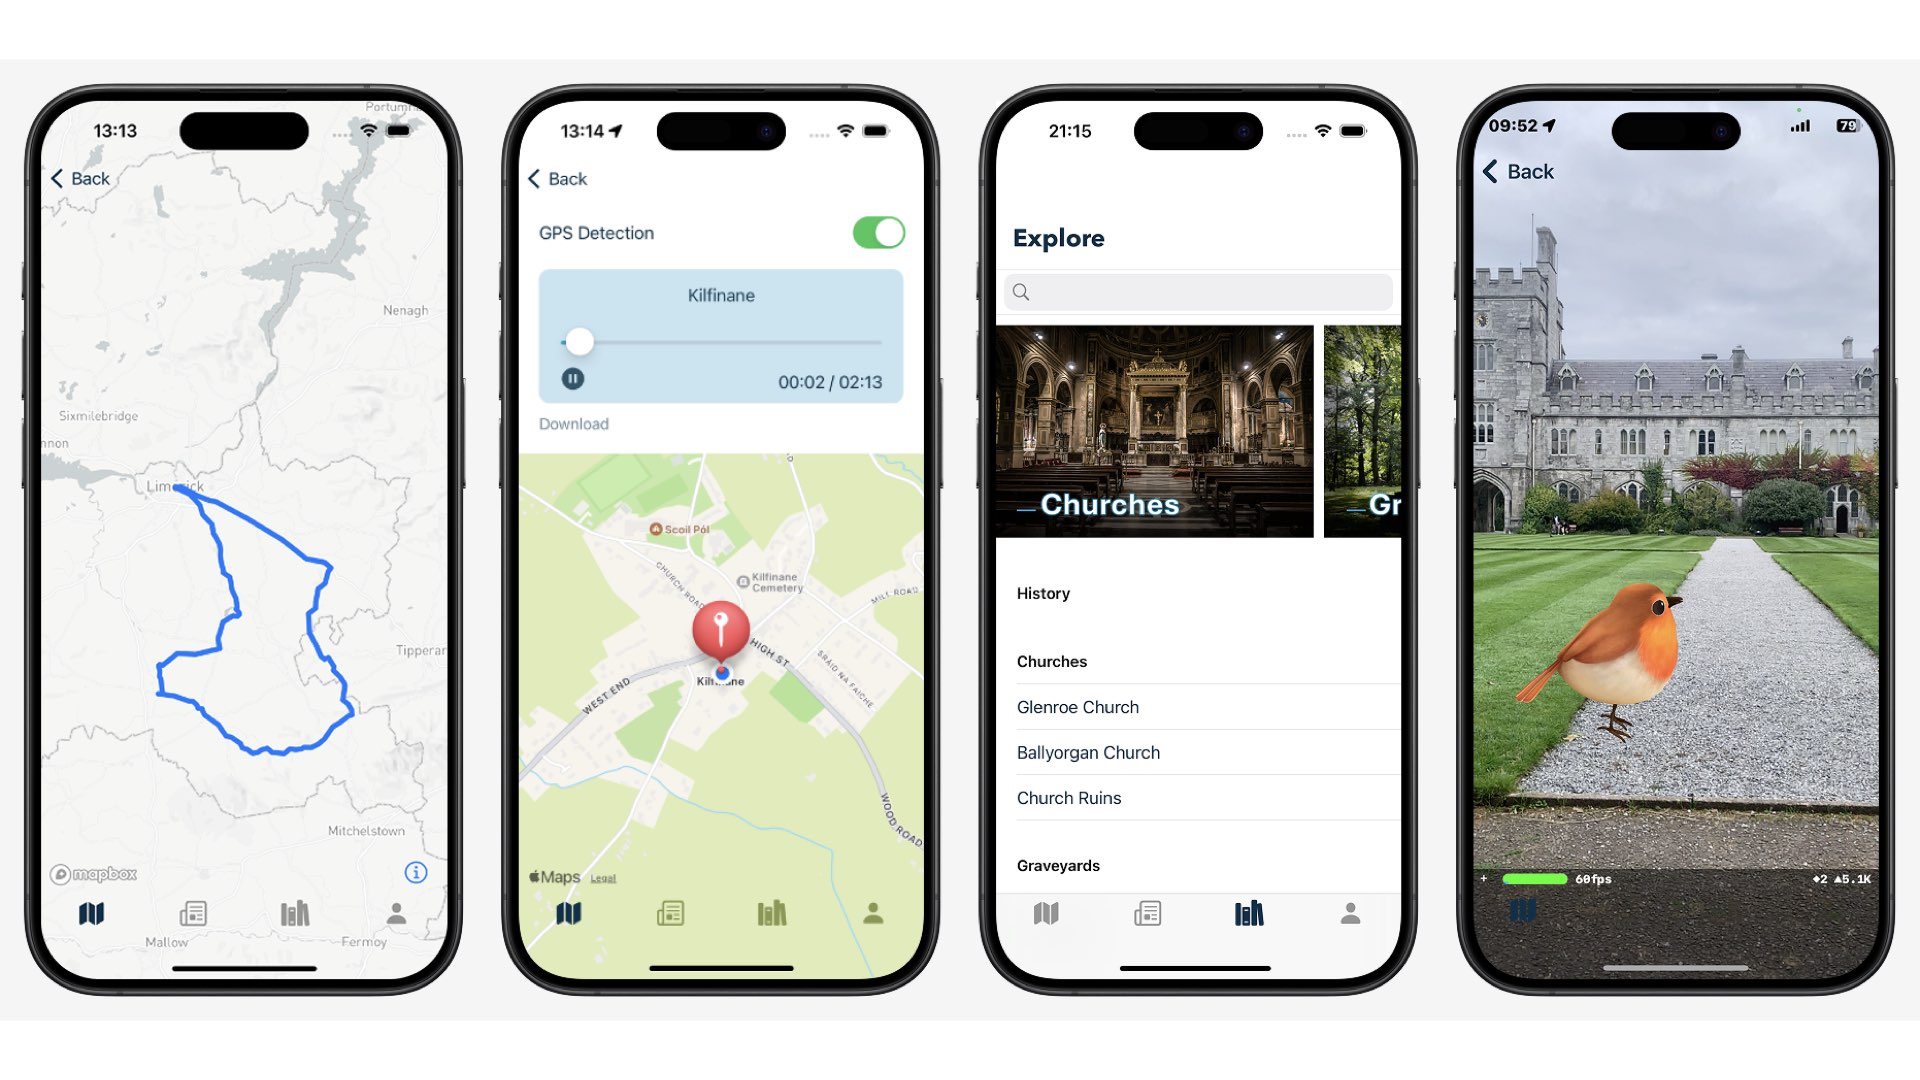 13:13
Portumn
Back
Nenagh
Sixmilebridge
nnon
Limerick
Tipperar
Mitchelstown
mapbox
Mallow
Fermoy
13:14
Back
GPS Detection
Kilfinane
00:02 / 02:13
Download
Scoil Pól
CHURCH ROAD
Kilfinane
Cemetery
MILL ROAD
HIGH ST
BRAID NA FAICHE
Kilfinane
WEST END
WOOD ROAD
Maps
Legal
21:15
Explore
Churches
Gr
History
Churches
Glenroe Church
Ballyorgan Church
Church Ruins
Graveyards
09:52
79
Back
+ 60fps
◆2 ▲5.1K